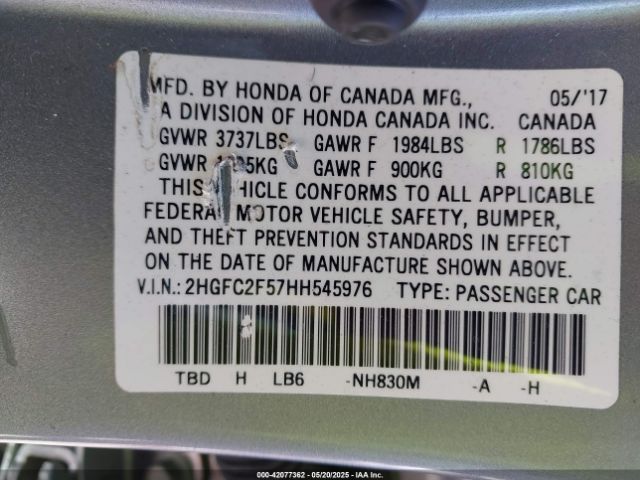 MFD. BY HONDA OF CANADA MFG., 05/'17
A DIVISION OF HONDA CANADA INC. CANADA
GVWR 3737LBS GAWR F 1984LBS R 1786LBS
GVWR GAWR F 900KG R 810KG
THIS VEHICLE CONFORMS TO ALL APPLICABLE
FEDERAL MOTOR VEHICLE SAFETY, BUMPER,
AND THEFT PREVENTION STANDARDS IN EFFECT
ON THE DATE OF MANUFACTURE SHOWN ABOVE.
V.I.N.: 2HGFC2F57HH545976 TYPE: PASSENGER CAR
TBD H LB6 -NH830M -A -H
000-42077362 - 05/20/2025 - IAA Inc.